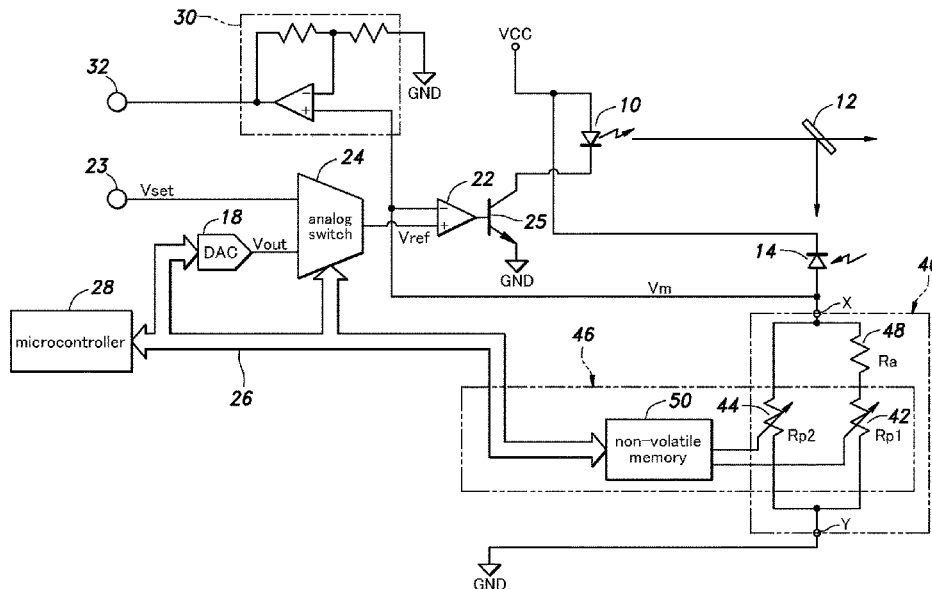 30
VCC
32
GND
10
12
24
23
Vset
22
18
analog
switch
25
DAC
Vout
Vref
14
GND
28
Vm
X
microcontroller
48
46
Ra
26
50
44
42
non-volatile
memory
Rp2
Rp1
Y
GND